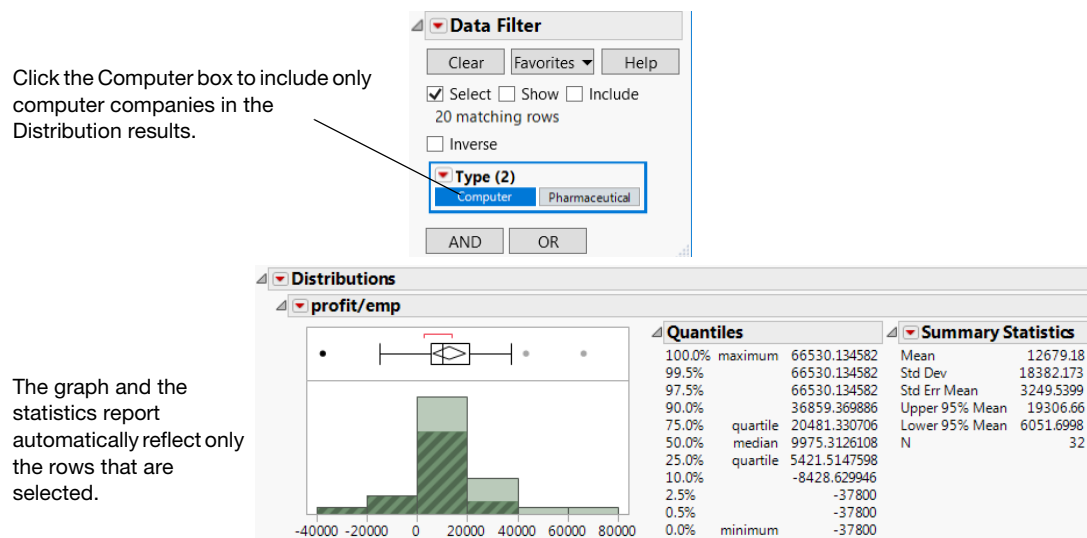 Data Filter
Clear Favorites Help
Select Show Include
20 matching rows
Inverse
Type (2)
Computer Pharmaceutical
AND OR
Click the Computer box to include only
computer companies in the
Distribution results.
Distributions
profit/emp
The graph and the
statistics report
automatically reflect only
the rows that are
selected.
-40000 -20000 0 20000 40000 60000 80000
Quantiles
100.0% maximum 66530.134582
99.5% 66530.134582
97.5% 66530.134582
90.0% 36859.369886
75.0% quartile 20481.330706
50.0% median 9975.3126108
25.0% quartile 5421.5147598
10.0% -8428.629946
2.5% -37800
0.5% -37800
0.0% minimum -37800
Summary Statistics
Mean 12679.18
Std Dev 18382.173
Std Err Mean 3249.5399
Upper 95% Mean 19306.66
Lower 95% Mean 6051.6998
N 32